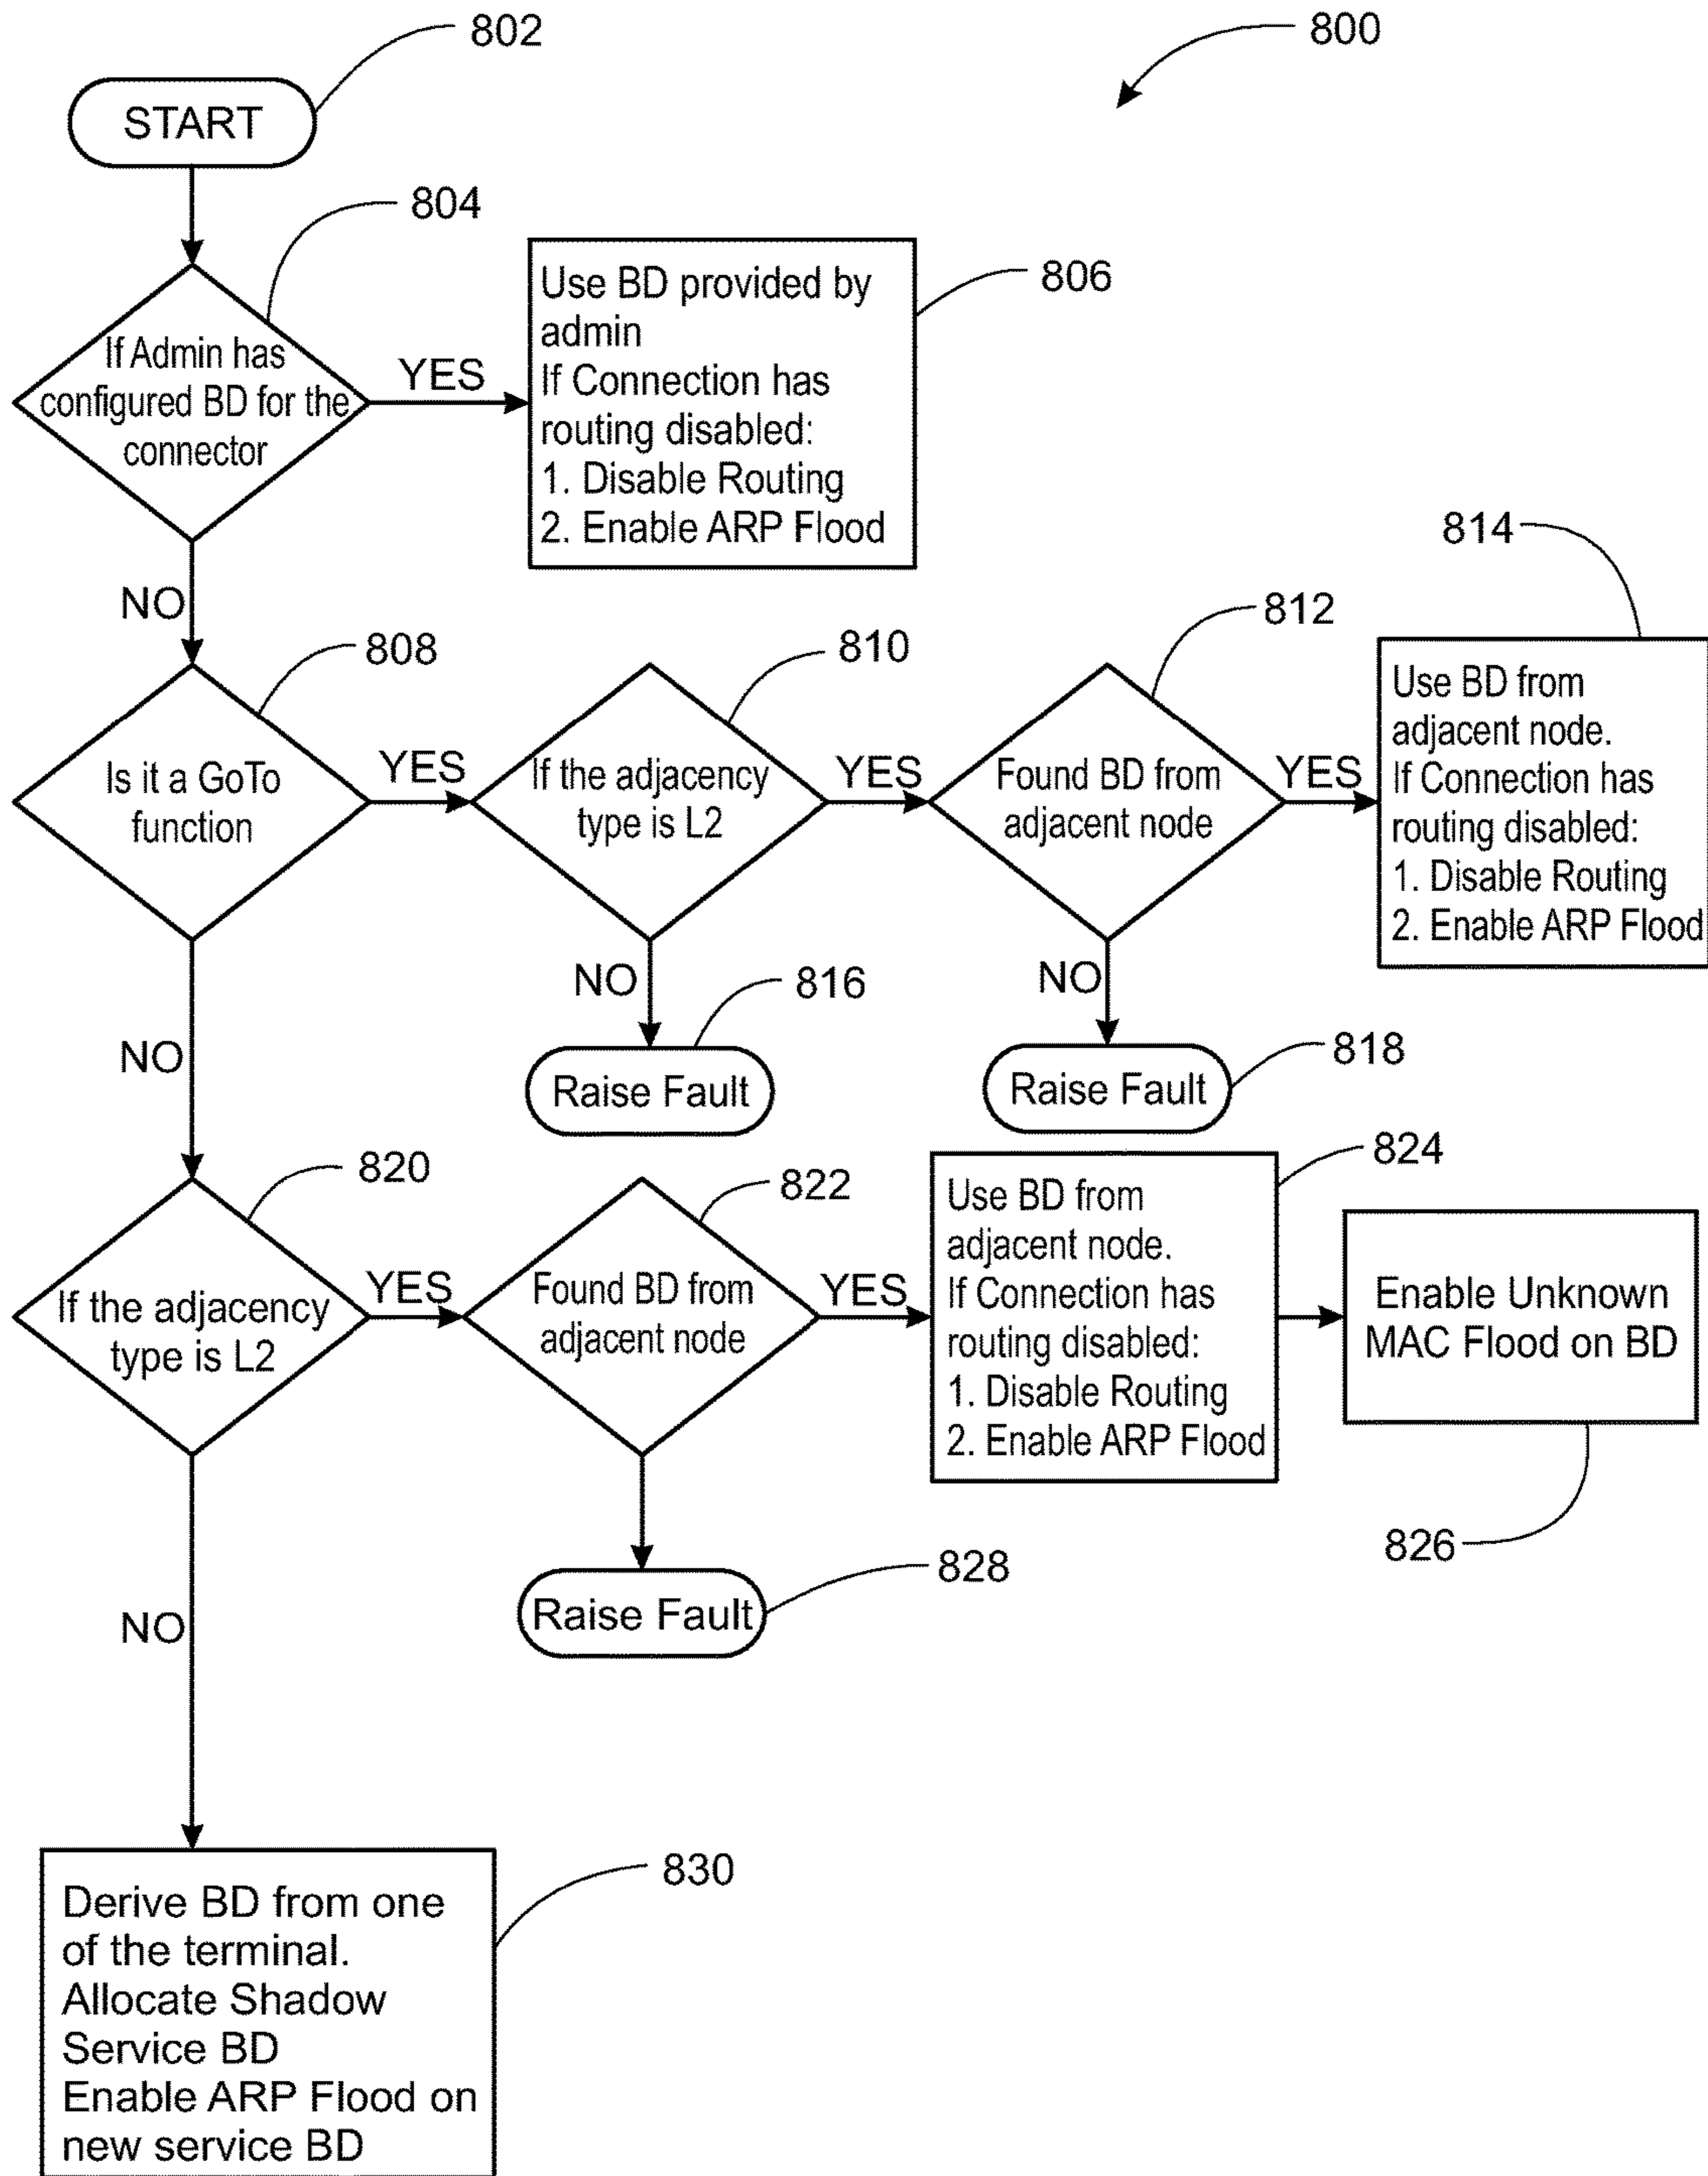 802
800
START
804
If Admin has
configured BD for the
connector
YES
Use BD provided by
admin
If Connection has
routing disabled:
1. Disable Routing
2. Enable ARP Flood
806
NO
808
Is it a GoTo
function
YES
810
If the adjacency
type is L2
YES
812
Found BD from
adjacent node
YES
814
Use BD from
adjacent node.
If Connection has
routing disabled:
1. Disable Routing
2. Enable ARP Flood
NO
816
Raise Fault
NO
818
Raise Fault
NO
820
If the adjacency
type is L2
YES
822
Found BD from
adjacent node
YES
824
Use BD from
adjacent node.
If Connection has
routing disabled:
1. Disable Routing
2. Enable ARP Flood
Enable Unknown
MAC Flood on BD
826
828
Raise Fault
NO
830
Derive BD from one
of the terminal.
Allocate Shadow
Service BD
Enable ARP Flood on
new service BD